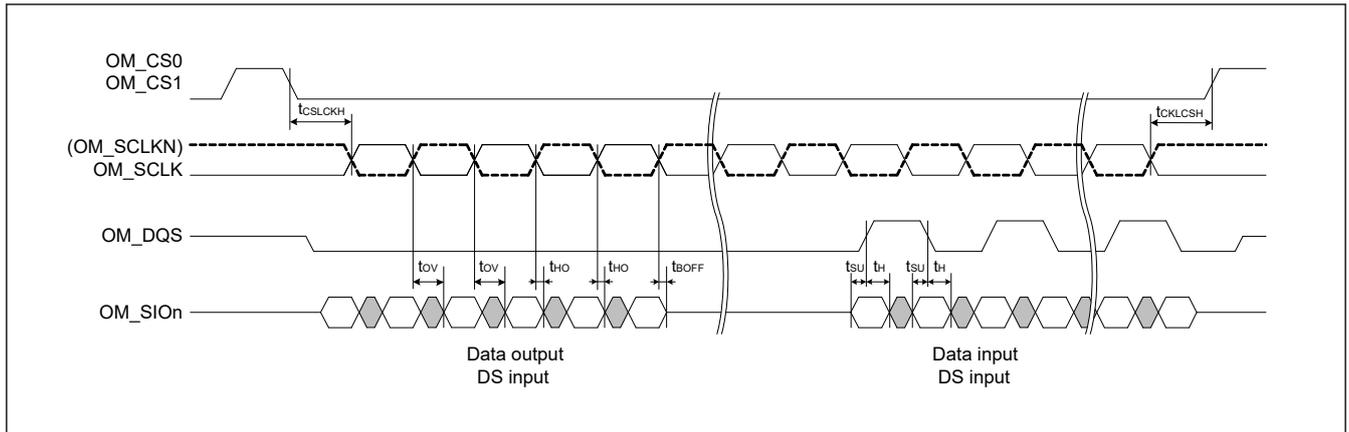 OM_CS0
OM_CS1
tCSLCKH
tCKLCSH
(OM_SCLKN)
OM_SCLK
OM_DQS
tOV tOV tHO tHO tBOFF tSU tH tSU tH
OM_SIOn
Data output Data input
DS input DS input